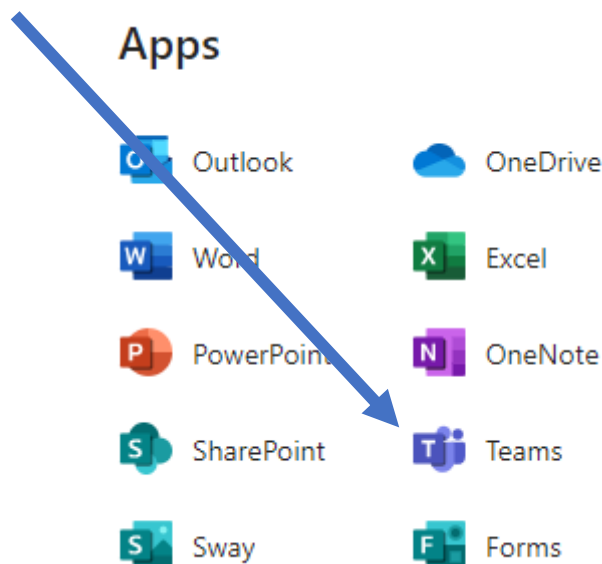 Apps
Outlook OneDrive
Word Excel
PowerPoint OneNote
SharePoint Teams
Sway Forms